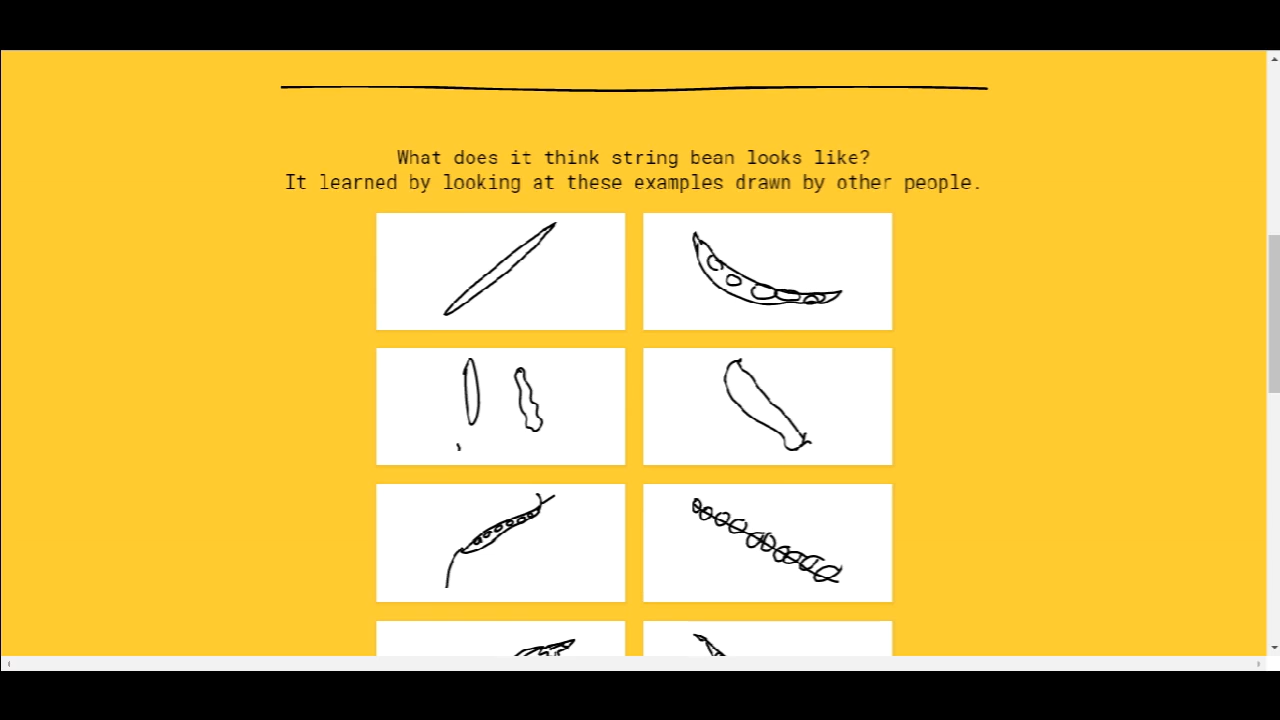 What does it think string bean looks like?
It learned by looking at these examples drawn by other people.